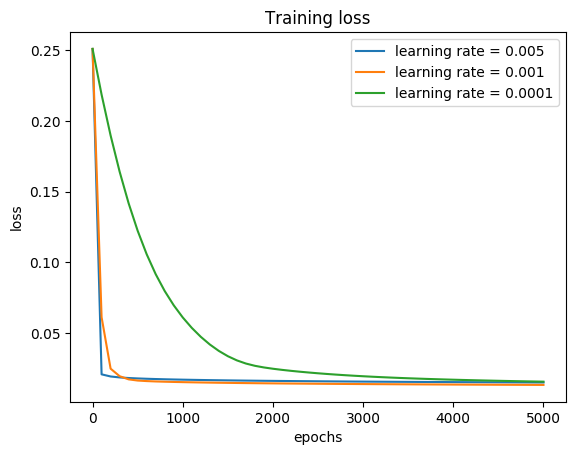 Training loss
learning rate = 0.005
learning rate = 0.001
learning rate = 0.0001
loss
0.25
0.20
0.15
0.10
0.05
0
1000
2000
3000
4000
5000
epochs